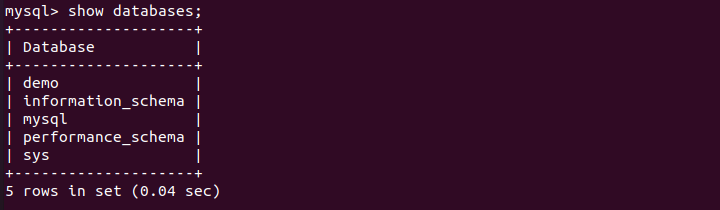 mysql> show databases;
+--------------------+
| Database           |
+--------------------+
| demo               |
| information_schema |
| mysql              |
| performance_schema |
| sys                |
+--------------------+
5 rows in set (0.04 sec)